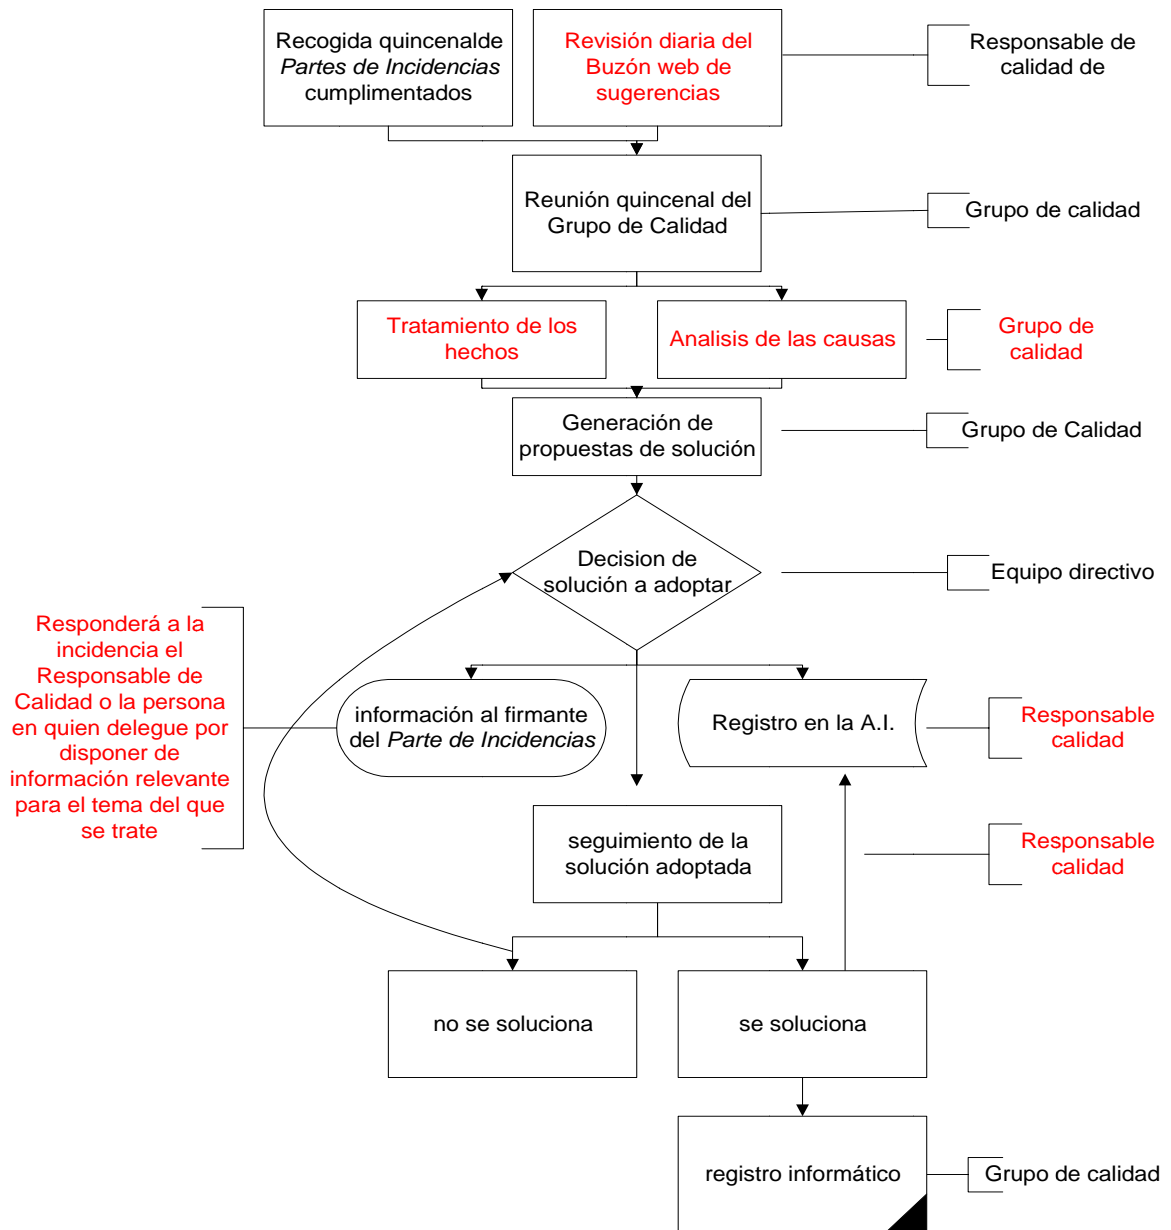 Recogida quincenalde
Partes de Incidencias
cumplimentados
Revisión diaria del
Buzón web de
sugerencias
Responsable de
calidad de
Reunión quincenal del
Grupo de Calidad
Grupo de calidad
Tratamiento de los
hechos
Analisis de las causas
Grupo de
calidad
Generación de
propuestas de solución
Grupo de Calidad
Decision de
solución a adoptar
Equipo directivo
Responderá a la
incidencia el
Responsable de
Calidad o la persona
en quien delegue por
disponer de
información relevante
para el tema del que
se trate
información al firmante
del Parte de Incidencias
Registro en la A.I.
Responsable
calidad
seguimiento de la
solución adoptada
Responsable
calidad
no se soluciona
se soluciona
registro informático
Grupo de calidad